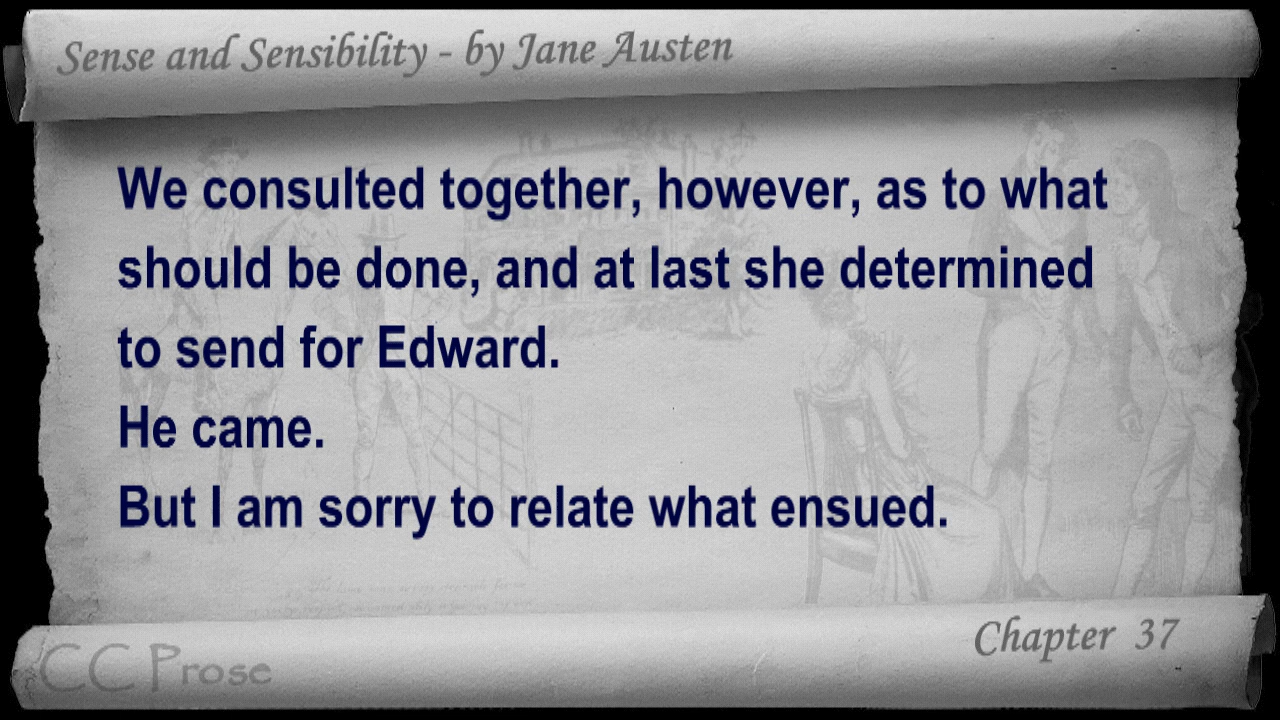 Sense and Sensibility - by Jane Austen
We consulted together, however, as to what
should be done, and at last she determined
to send for Edward.
He came.
But I am sorry to relate what ensued.
Chapter 37
CC Prose